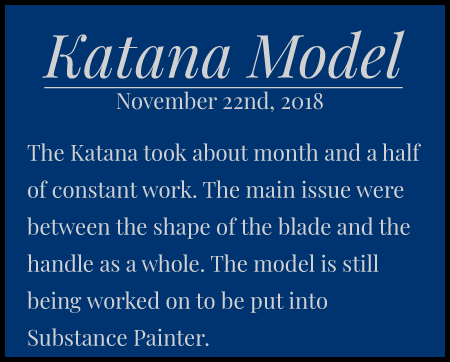 Katana Model
November 22nd, 2018
The Katana took about month and a half
of constant work. The main issue were
between the shape of the blade and the
handle as a whole. The model is still
being worked on to be put into
Substance Painter.